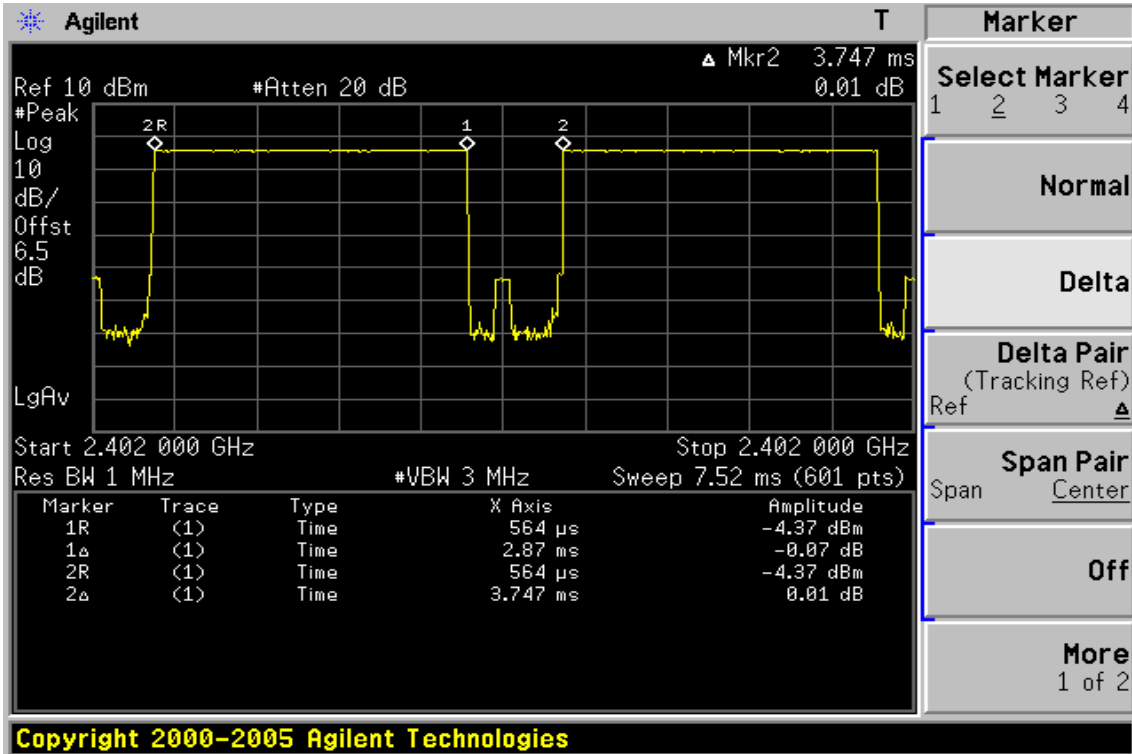 Agilent T
Marker
Δ Mkr2 3.747 ms
Ref 10 dBm #Atten 20 dB 0.01 dB
#Peak
Log
10
dB/
Offst
6.5
dB
LgAv
2R 1 2
Start 2.402 000 GHz Stop 2.402 000 GHz
Res BW 1 MHz #VBW 3 MHz Sweep 7.52 ms (601 pts)
Marker Trace Type X Axis Amplitude
1R (1) Time 564 µs -4.37 dBm
1Δ (1) Time 2.87 ms -0.07 dB
2R (1) Time 564 µs -4.37 dBm
2Δ (1) Time 3.747 ms 0.01 dB
Select Marker
1 2 3 4
Normal
Delta
Delta Pair
(Tracking Ref)
Ref Δ
Span Pair
Span Center
Off
More
1 of 2
Copyright 2000-2005 Agilent Technologies